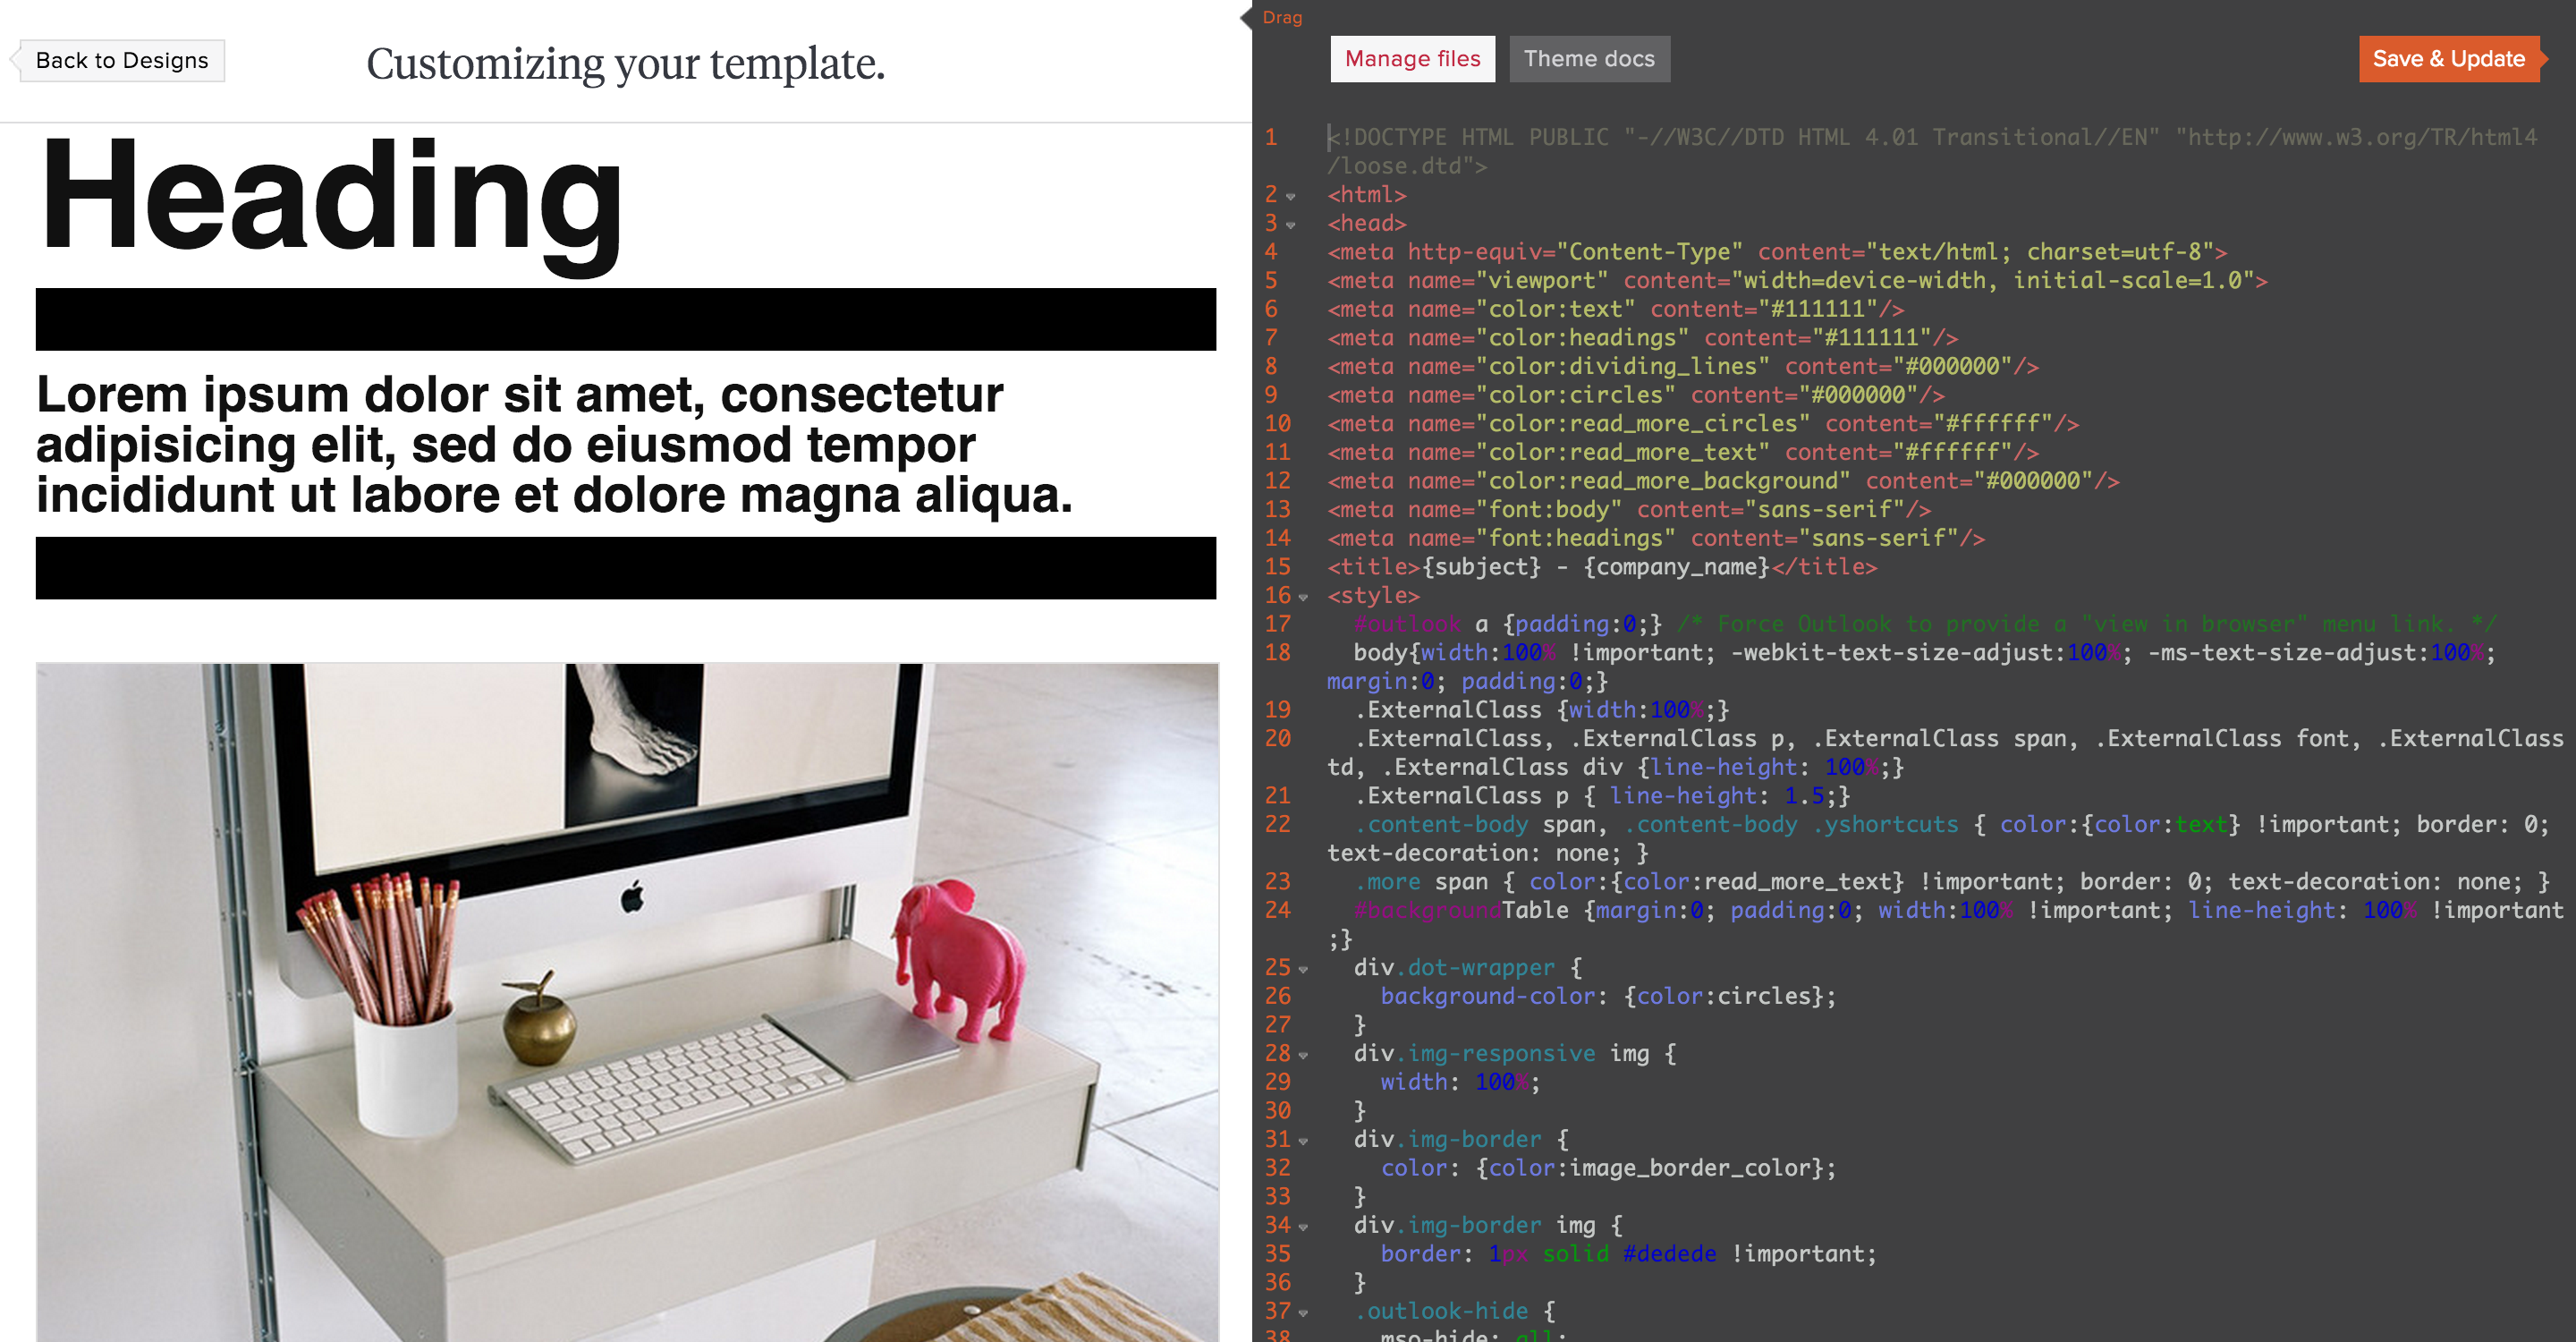 Back to Designs
Customizing your template.
Heading
Lorem ipsum dolor sit amet, consectetur
adipisicing elit, sed do eiusmod tempor
incididunt ut labore et dolore magna aliqua.
Drag
Manage files
Theme docs
Save & Update
1 <!DOCTYPE HTML PUBLIC "-//W3C//DTD HTML 4.01 Transitional//EN" "http://www.w3.org/TR/html4
/loose.dtd">
2 <html>
3 <head>
4 <meta http-equiv="Content-Type" content="text/html; charset=utf-8">
5 <meta name="viewport" content="width=device-width, initial-scale=1.0">
6 <meta name="color:text" content="#111111"/>
7 <meta name="color:headings" content="#111111"/>
8 <meta name="color:dividing_lines" content="#000000"/>
9 <meta name="color:circles" content="#000000"/>
10 <meta name="color:read_more_circles" content="#ffffff"/>
11 <meta name="color:read_more_text" content="#ffffff"/>
12 <meta name="color:read_more_background" content="#000000"/>
13 <meta name="font:body" content="sans-serif"/>
14 <meta name="font:headings" content="sans-serif"/>
15 <title>{subject} - {company_name}</title>
16 <style>
17 #outlook a {padding:0;} /* Force Outlook to provide a "view in browser" menu link. */
18 body{width:100% !important; -webkit-text-size-adjust:100%; -ms-text-size-adjust:100%;
margin:0; padding:0;}
19 .ExternalClass {width:100%;}
20 .ExternalClass, .ExternalClass p, .ExternalClass span, .ExternalClass font, .ExternalClass
td, .ExternalClass div {line-height: 100%;}
21 .ExternalClass p { line-height: 1.5;}
22 .content-body span, .content-body .yshortcuts { color:{color:text} !important; border: 0;
text-decoration: none; }
23 .more span { color:{color:read_more_text} !important; border: 0; text-decoration: none; }
24 #backgroundTable {margin:0; padding:0; width:100% !important; line-height: 100% !important
;}
25 div.dot-wrapper {
26 background-color: {color:circles};
27 }
28 div.img-responsive img {
29 width: 100%;
30 }
31 div.img-border {
32 color: {color:image_border_color};
33 }
34 div.img-border img {
35 border: 1px solid #dedede !important;
36 }
37 .outlook-hide {
38 mso-hide: all;